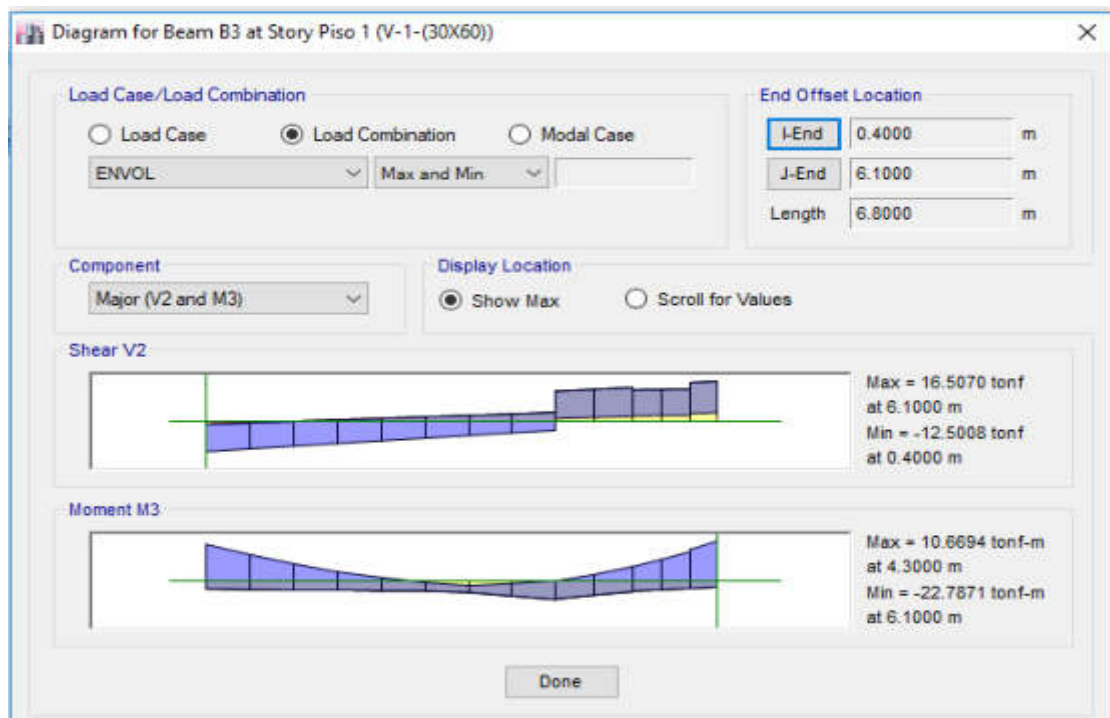 Diagram for Beam B3 at Story Piso 1 (V-1-(30X60))
Load Case/Load Combination
Load Case
Load Combination
Modal Case
ENVOL
Max and Min
End Offset Location
I-End 0.4000 m
J-End 6.1000 m
Length 6.8000 m
Component
Major (V2 and M3)
Display Location
Show Max
Scroll for Values
Shear V2
Max = 16.5070 tonf
at 6.1000 m
Min = -12.5008 tonf
at 0.4000 m
Moment M3
Max = 10.6694 tonf-m
at 4.3000 m
Min = -22.7871 tonf-m
at 6.1000 m
Done